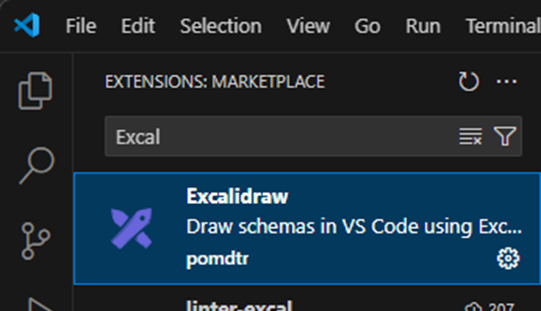 File Edit Selection View Go Run Terminal
EXTENSIONS: MARKETPLACE
Excal
Excalidraw
Draw schemas in VS Code using Exc...
pomdtr
linter-excal 207